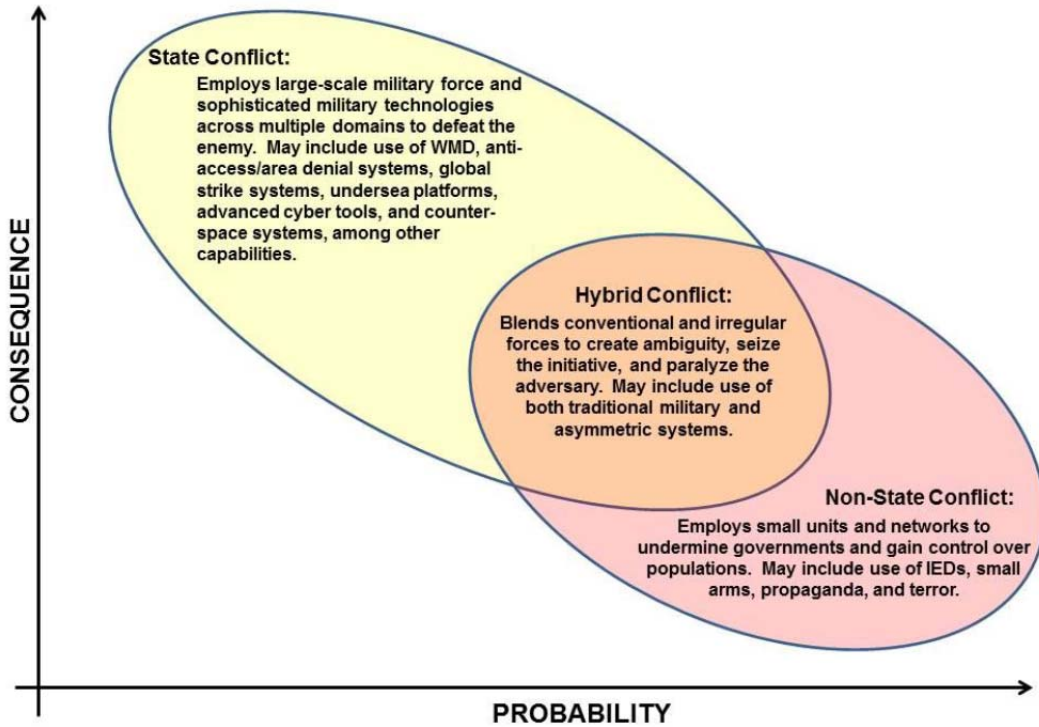 State Conflict:
Employs large-scale military force and
sophisticated military technologies
across multiple domains to defeat the
enemy.  May include use of WMD, anti-
access/area denial systems, global
strike systems, undersea platforms,
advanced cyber tools, and counter-
space systems, among other
capabilities.
Hybrid Conflict:
Blends conventional and irregular
forces to create ambiguity, seize
the initiative, and paralyze the
adversary.  May include use of
both traditional military and
asymmetric systems.
Non-State Conflict:
Employs small units and networks to
undermine governments and gain control over
populations.  May include use of IEDs, small
arms, propaganda, and terror.
CONSEQUENCE
PROBABILITY